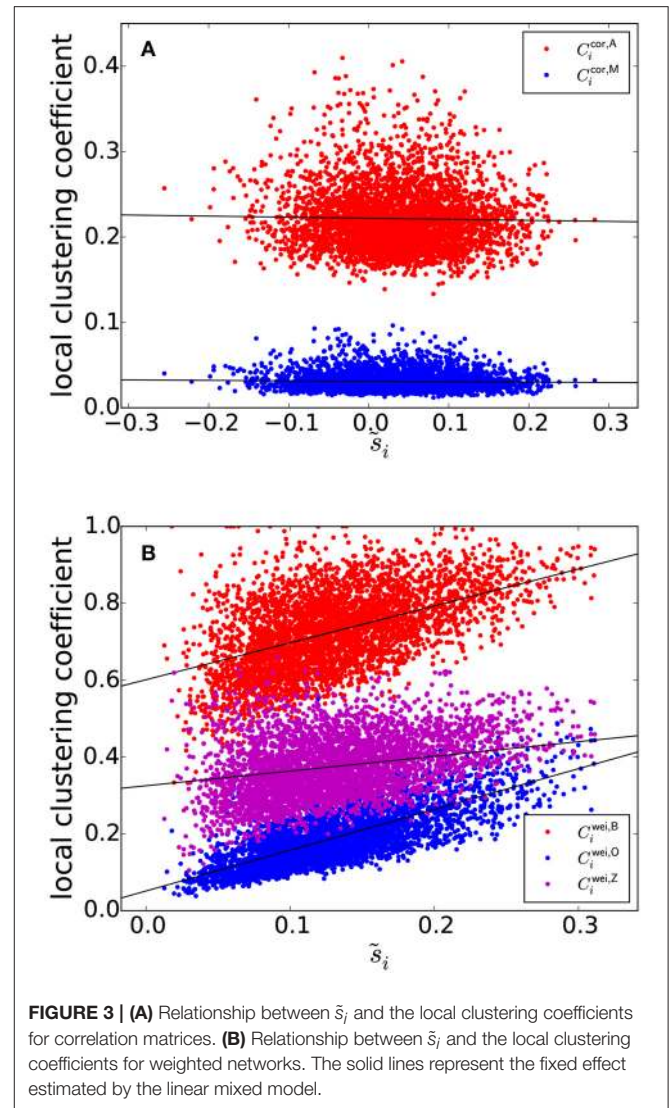 A
C_i^{cor,A}
C_i^{cor,M}
local clustering coefficient
0.4
0.3
0.2
0.1
0.0
−0.3 −0.2 −0.1 0.0 0.1 0.2 0.3
s̃_i
B
local clustering coefficient
1.0
0.8
0.6
0.4
0.2
0.0
C_i^{wei,B}
C_i^{wei,O}
C_i^{wei,Z}
0.0 0.1 0.2 0.3
s̃_i
FIGURE 3 | (A) Relationship between s̃_i and the local clustering coefficients
for correlation matrices. (B) Relationship between s̃_i and the local clustering
coefficients for weighted networks. The solid lines represent the fixed effect
estimated by the linear mixed model.